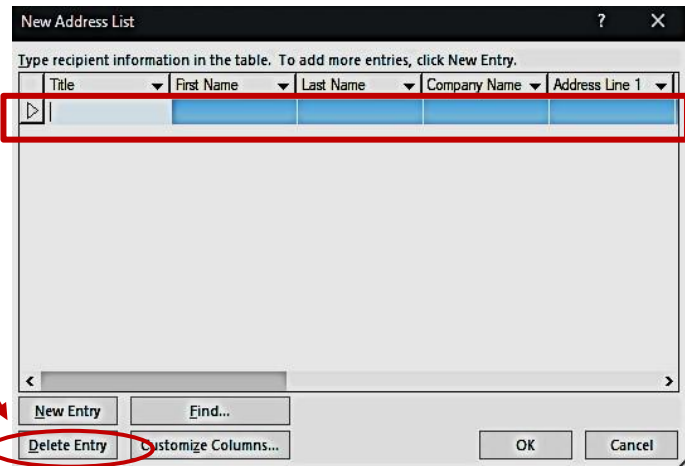 New Address List ? X
Type recipient information in the table. To add more entries, click New Entry.
Title First Name Last Name Company Name Address Line 1
New Entry Find...
Delete Entry Customize Columns... OK Cancel